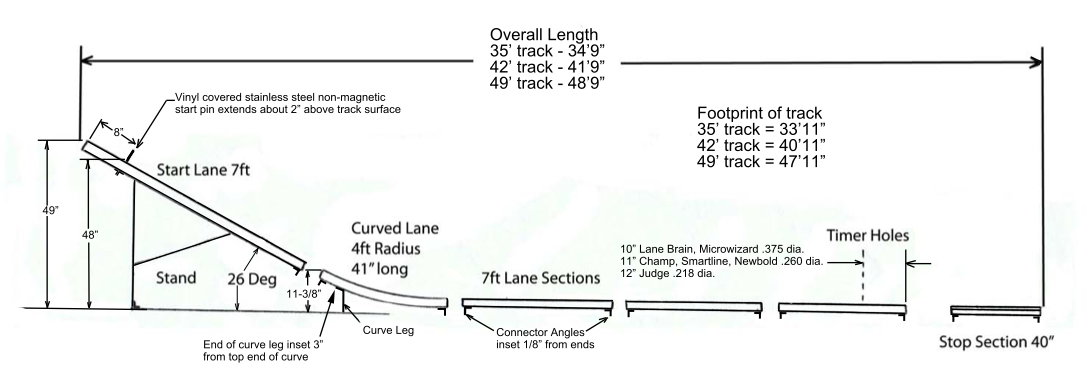 Overall Length
35' track - 34'9"
42' track - 41'9"
49' track - 48'9"
Vinyl covered stainless steel non-magnetic
start pin extends about 2" above track surface
Footprint of track
35' track = 33'11"
42' track = 40'11"
49' track = 47'11"
8"
Start Lane 7ft
49"
48"
Curved Lane
4ft Radius
41" long
Timer Holes
10" Lane Brain, Microwizard .375 dia.
11" Champ, Smartline, Newbold .260 dia.
12" Judge .218 dia.
Stand
26 Deg
11-3/8"
7ft Lane Sections
Curve Leg
Connector Angles
inset 1/8" from ends
End of curve leg inset 3"
from top end of curve
Stop Section 40"